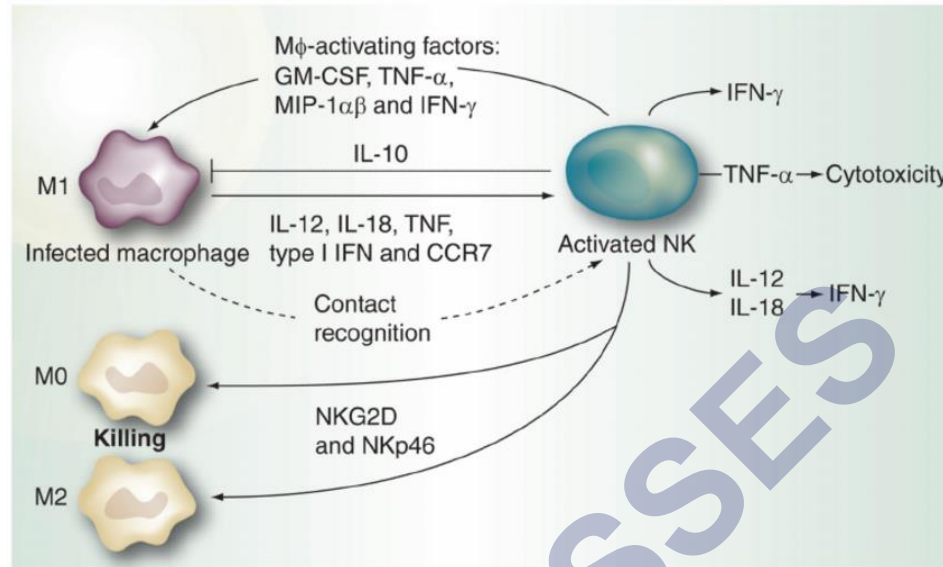 Mϕ-activating factors:
GM-CSF, TNF-α,
MIP-1αβ and IFN-γ
IFN-γ
IL-10
M1
TNF-α
Cytotoxicity
IL-12, IL-18, TNF,
type I IFN and CCR7
Infected macrophage
Activated NK
IL-12
IL-18
IFN-γ
Contact
recognition
M0
NKG2D
and NKp46
Killing
M2
SSES